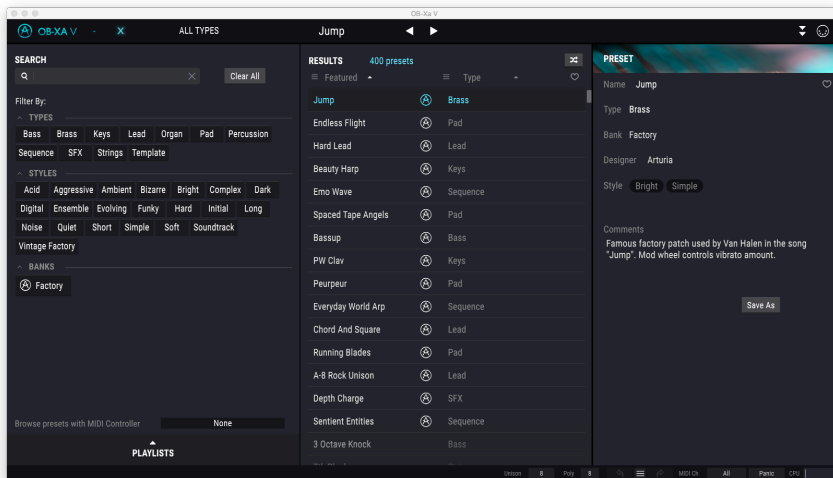 OB-Xa V
OB-XA V - X ALL TYPES Jump
SEARCH
Clear All
Filter By:
TYPES
Bass Brass Keys Lead Organ Pad Percussion
Sequence SFX Strings Template
STYLES
Acid Aggressive Ambient Bizarre Bright Complex Dark
Digital Ensemble Evolving Funky Hard Initial Long
Noise Quiet Short Simple Soft Soundtrack
Vintage Factory
BANKS
Factory
Browse presets with MIDI Controller None
PLAYLISTS
RESULTS 400 presets
Featured Type
Jump Brass
Endless Flight Pad
Hard Lead Lead
Beauty Harp Keys
Emo Wave Sequence
Spaced Tape Angels Pad
Bassup Bass
PW Clav Keys
Peurpeur Pad
Everyday World Arp Sequence
Chord And Square Lead
Running Blades Pad
A-8 Rock Unison Lead
Depth Charge SFX
Sentient Entities Sequence
3 Octave Knock Bass
PRESET
Name Jump
Type Brass
Bank Factory
Designer Arturia
Style Bright Simple
Comments
Famous factory patch used by Van Halen in the song
"Jump". Mod wheel controls vibrato amount.
Save As
Unison 8 Poly 8 MIDI Ch All Panic CPU